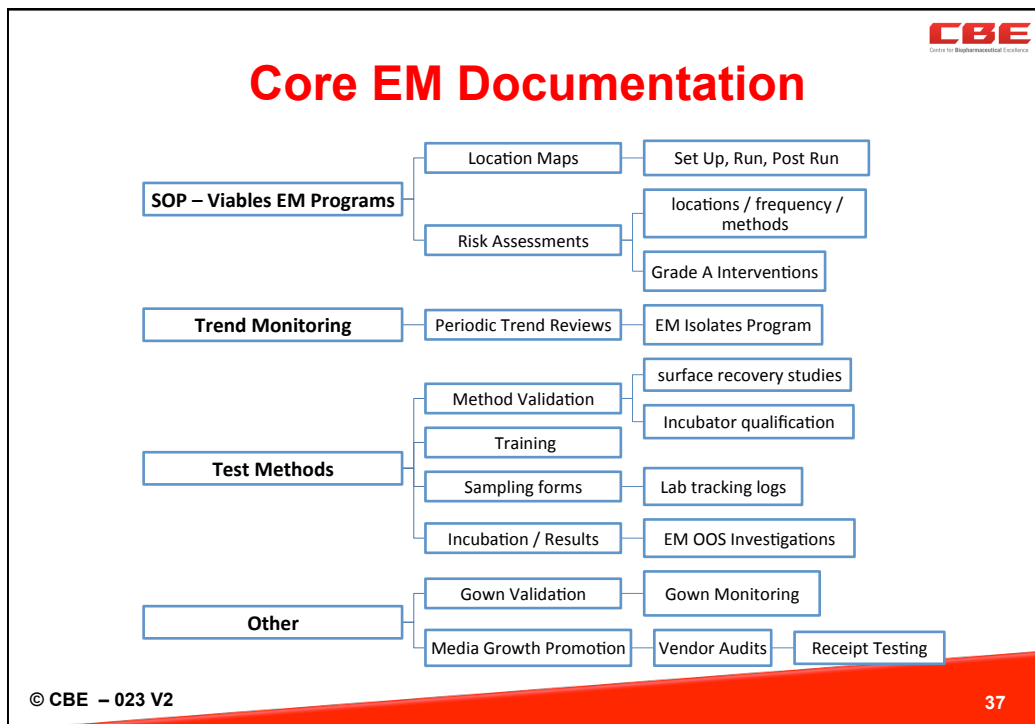 CBE
Centre for Biopharmaceutical Excellence
Core EM Documentation
SOP – Viables EM Programs
Location Maps
Set Up, Run, Post Run
Risk Assessments
locations / frequency /
methods
Grade A Interventions
Trend Monitoring
Periodic Trend Reviews
EM Isolates Program
Test Methods
Method Validation
surface recovery studies
Incubator qualification
Training
Sampling forms
Lab tracking logs
Incubation / Results
EM OOS Investigations
Other
Gown Validation
Gown Monitoring
Media Growth Promotion
Vendor Audits
Receipt Testing
© CBE – 023 V2
37